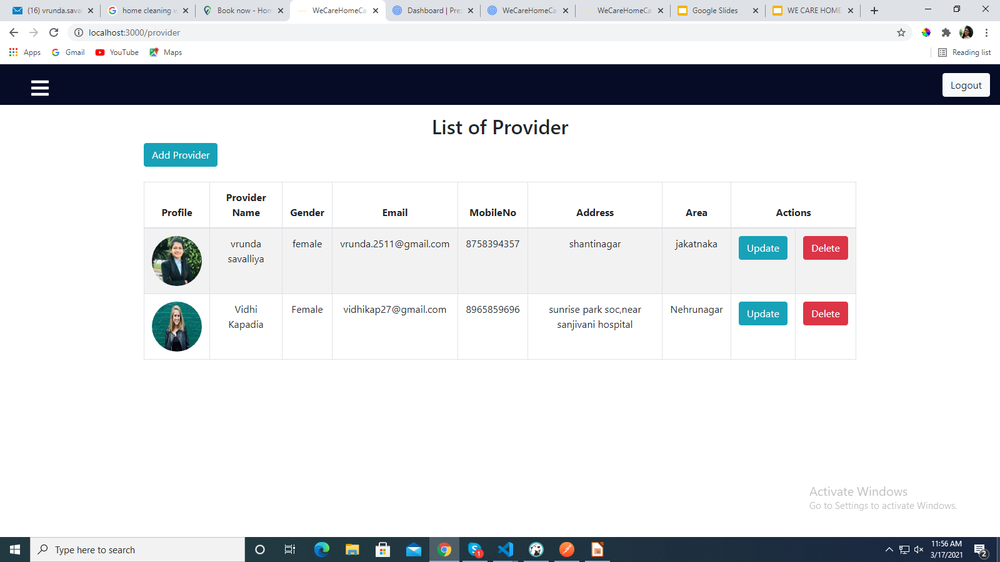 (16) vrunda.sava
home cleaning w
Book now - Hom
WeCareHomeCa
Dashboard | Prez
WeCareHomeCa
WeCareHomeCa
Google Slides
WE CARE HOME
localhost:3000/provider
Apps
Gmail
YouTube
Maps
Reading list
Logout
List of Provider
Add Provider
Profile
Provider
Name
Gender
Email
MobileNo
Address
Area
Actions
vrunda
savalliya
female
vrunda.2511@gmail.com
8758394357
shantinagar
jakatnaka
Update
Delete
Vidhi
Kapadia
Female
vidhikap27@gmail.com
8965859696
sunrise park soc,near
sanjivani hospital
Nehrunagar
Update
Delete
Activate Windows
Go to Settings to activate Windows.
Type here to search
1
11:56 AM
3/17/2021
2